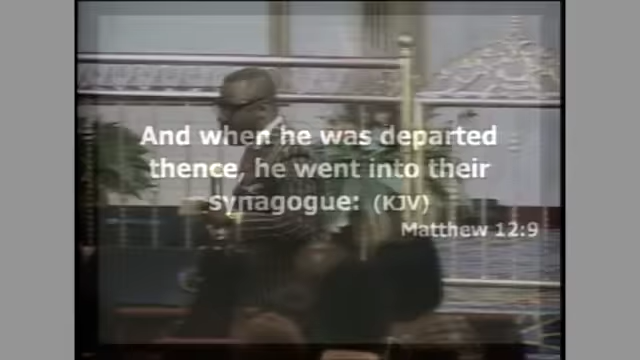 And when he was departed
thence, he went into their
synagogue: (KJV)
Matthew 12:9